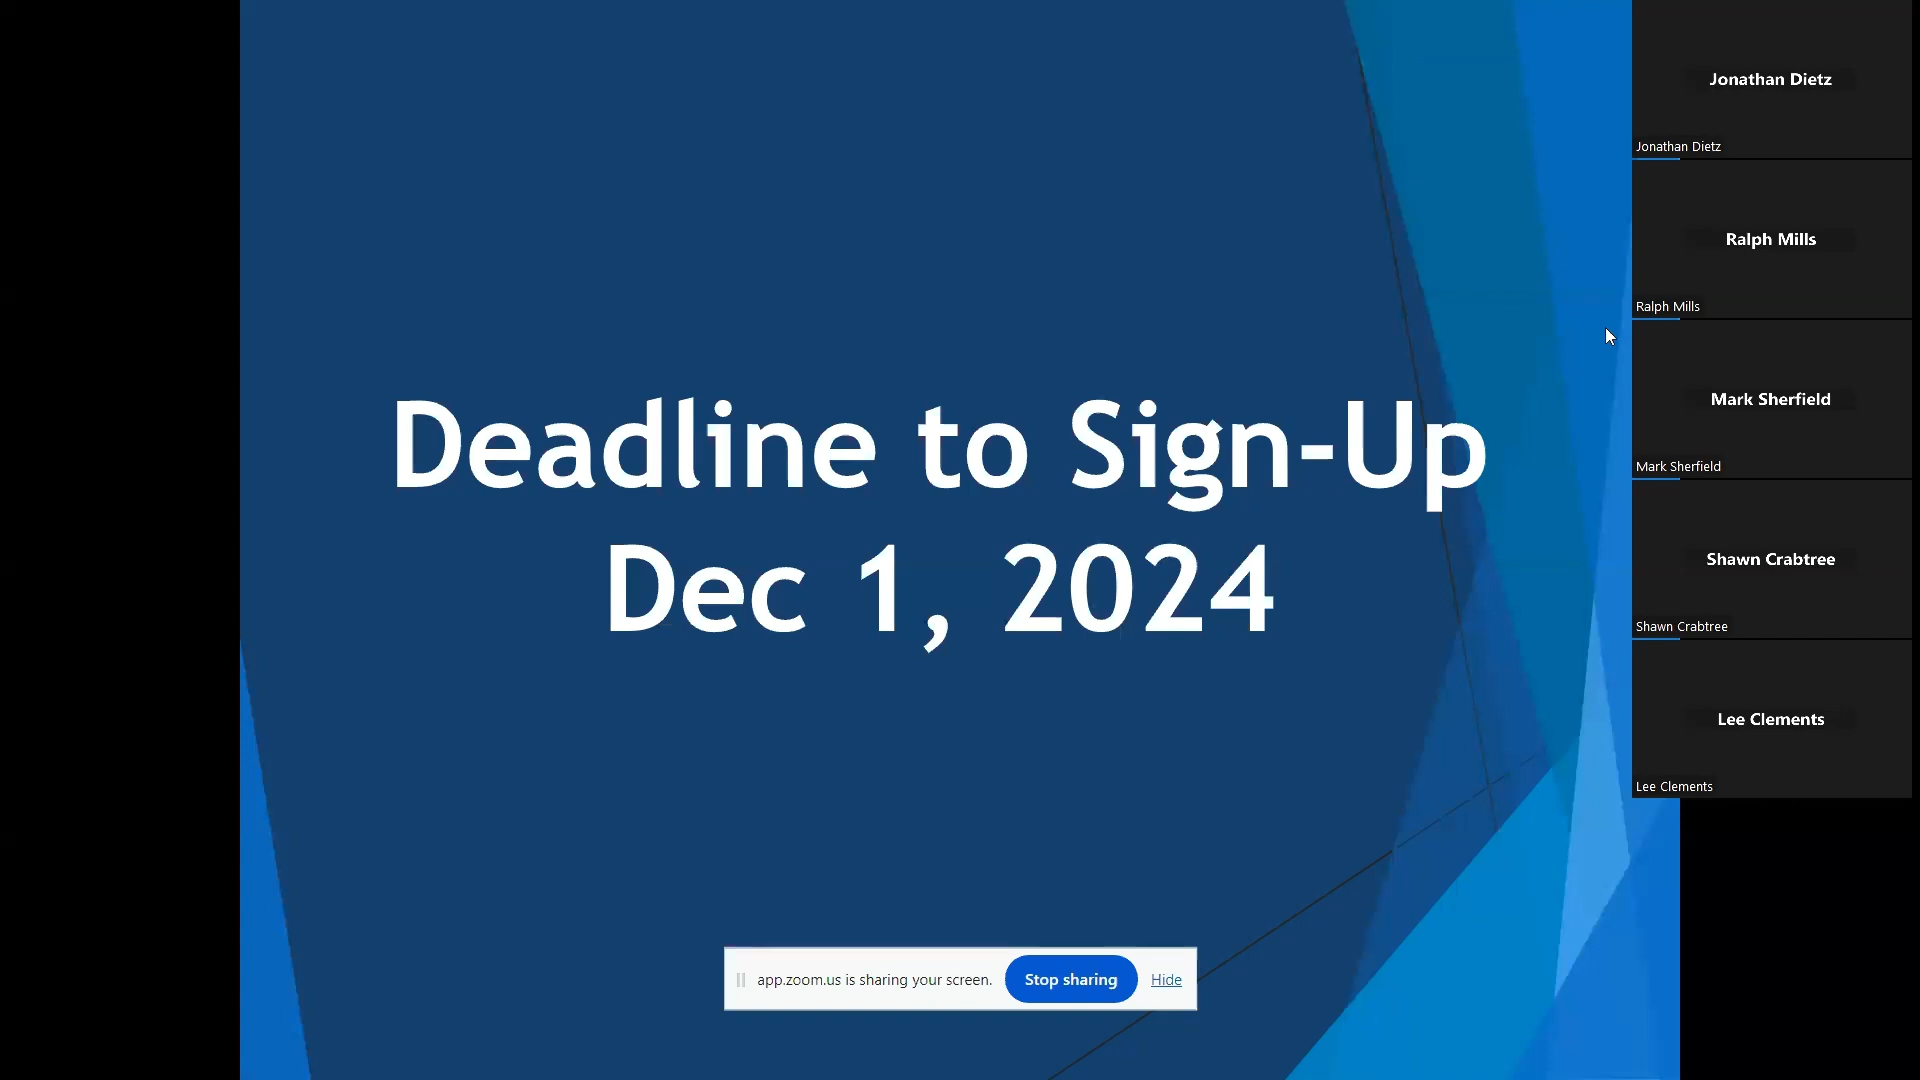 Deadline to Sign-Up
Dec 1, 2024
app.zoom.us is sharing your screen. Stop sharing Hide
Jonathan Dietz
Jonathan Dietz
Ralph Mills
Ralph Mills
Mark Sherfield
Mark Sherfield
Shawn Crabtree
Shawn Crabtree
Lee Clements
Lee Clements